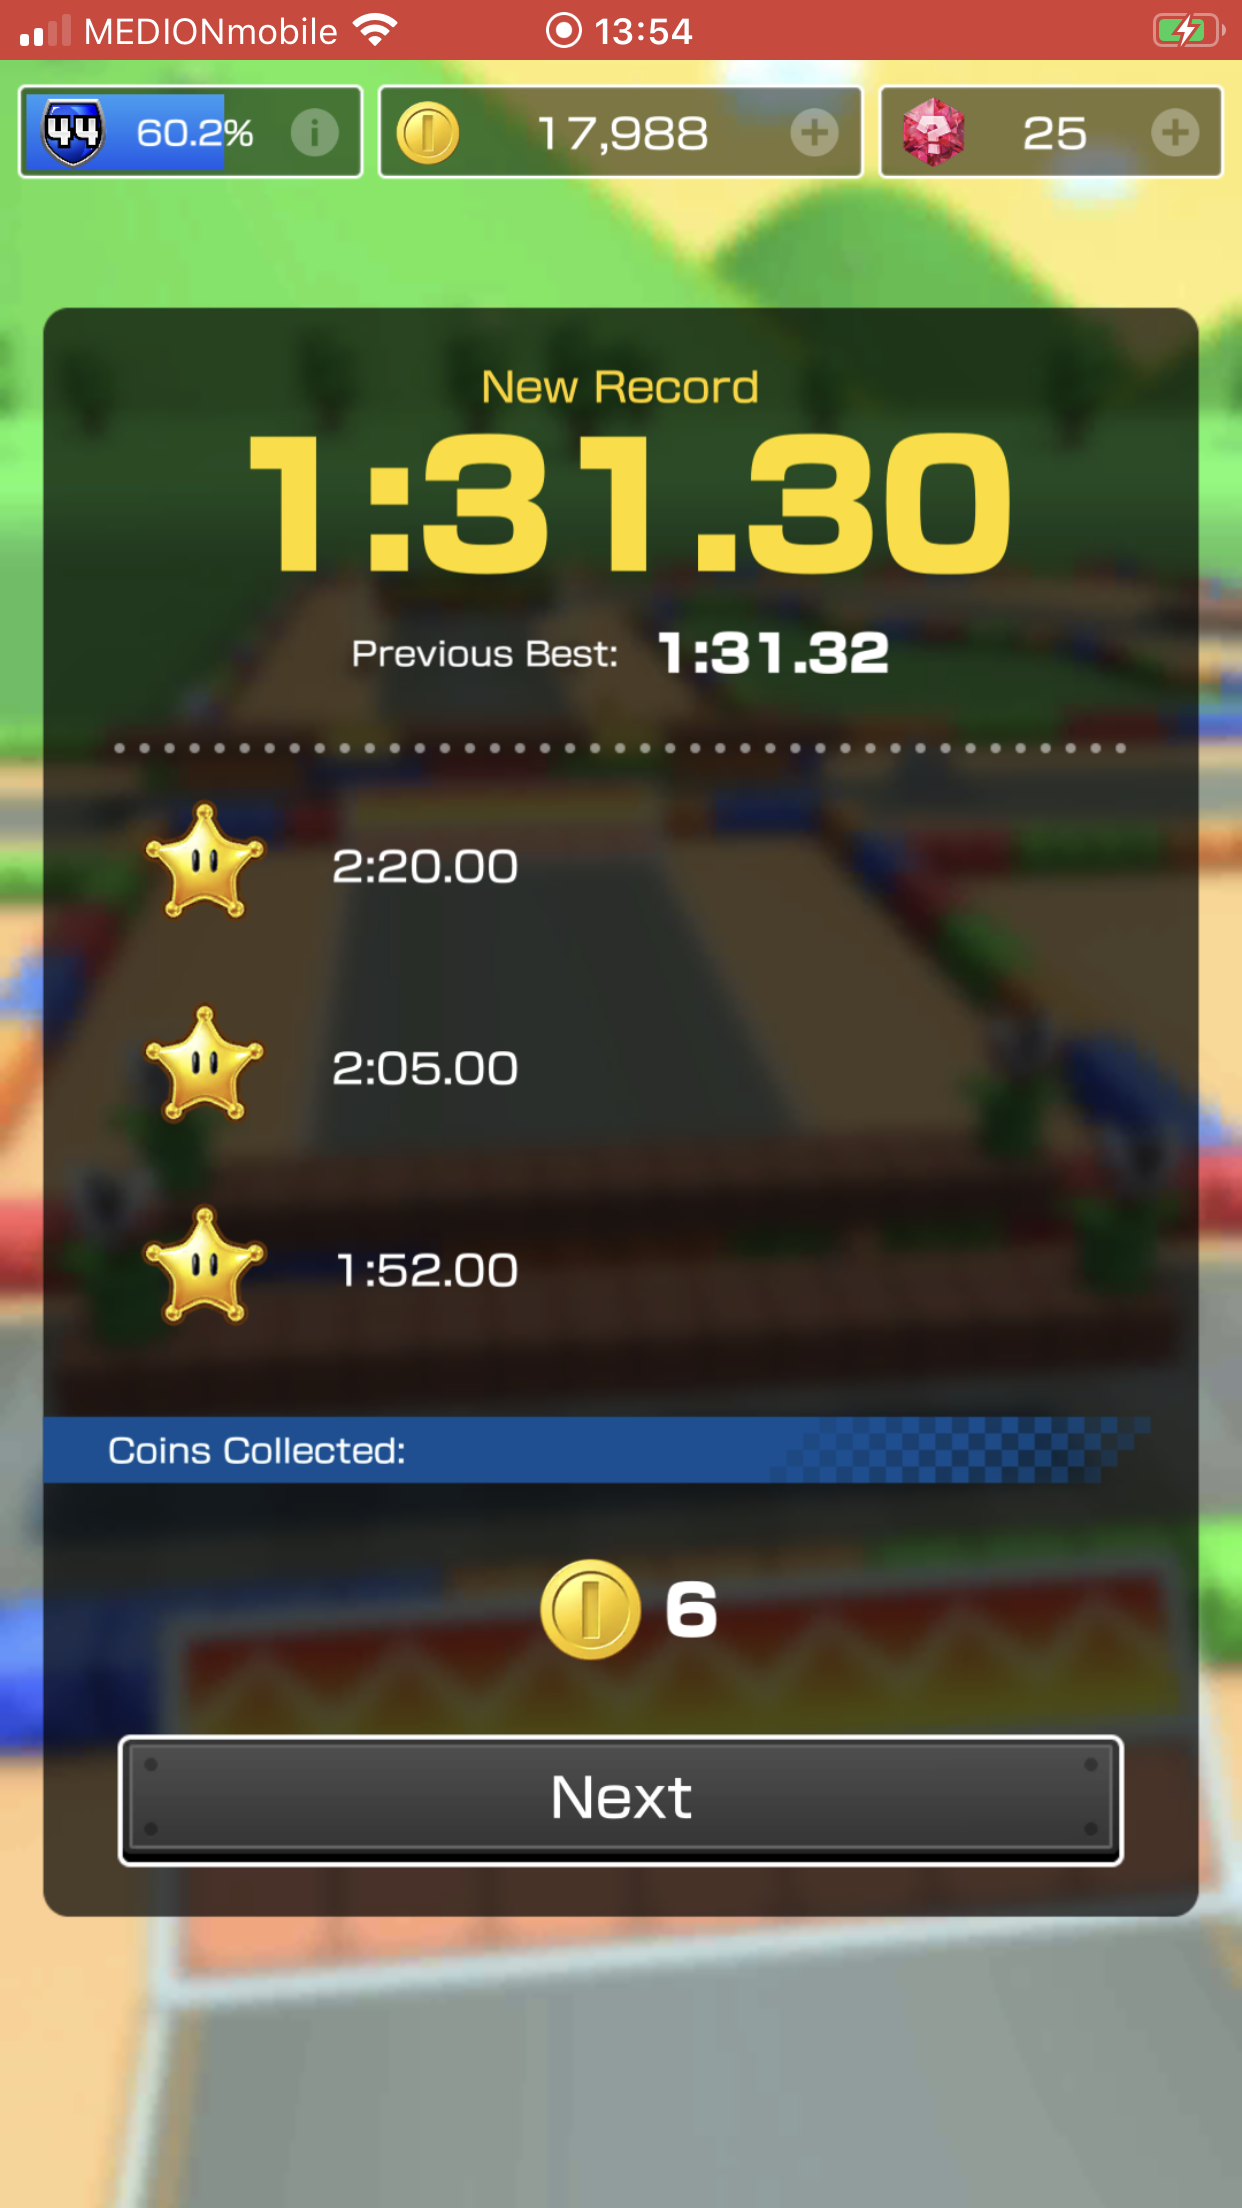 MEDIONmobile 13:54
44 60.2% i 17,988 + ? 25 +
New Record
1:31.30
Previous Best: 1:31.32
2:20.00
2:05.00
1:52.00
Coins Collected:
6
Next